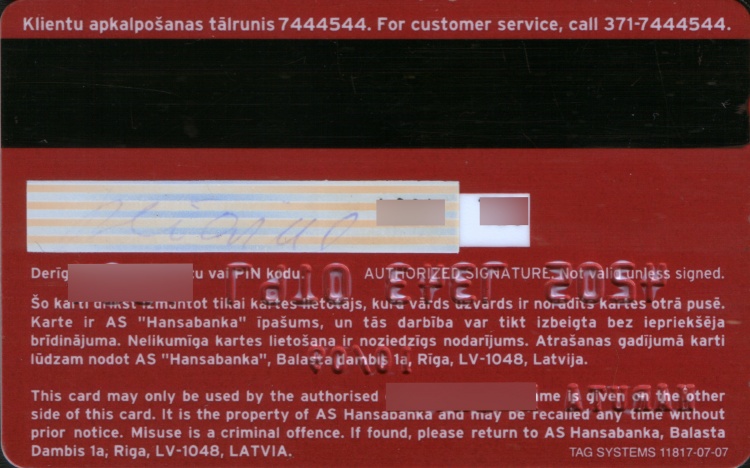 Klientu apkalpošanas tālrunis 7444544. For customer service, call 371-7444544.
tu vai PIN kodu. AUTHORIZED SIGNATURE. Not valid unless signed.
Šo karti drīkst izmantot tikai kartes lietotājs, kura vārds uzvārds ir norādīts kartes otrā pusē.
Karte ir AS "Hansabanka" īpašums, un tās darbība var tikt izbeigta bez iepriekšēja
brīdinājuma. Nelikumīga kartes lietošana ir noziedzīgs nodarījums. Atrašanas gadījumā karti
lūdzam nodot AS "Hansabanka", Balasta dambis 1a, Rīga, LV-1048, Latvija.
This card may only be used by the authorised is given on the other
side of this card. It is the property of AS Hansabanka and may be recalled any time without
prior notice. Misuse is a criminal offence. If found, please return to AS Hansabanka, Balasta
Dambis 1a, Riga, LV-1048, LATVIA. TAG SYSTEMS 11817-07-07